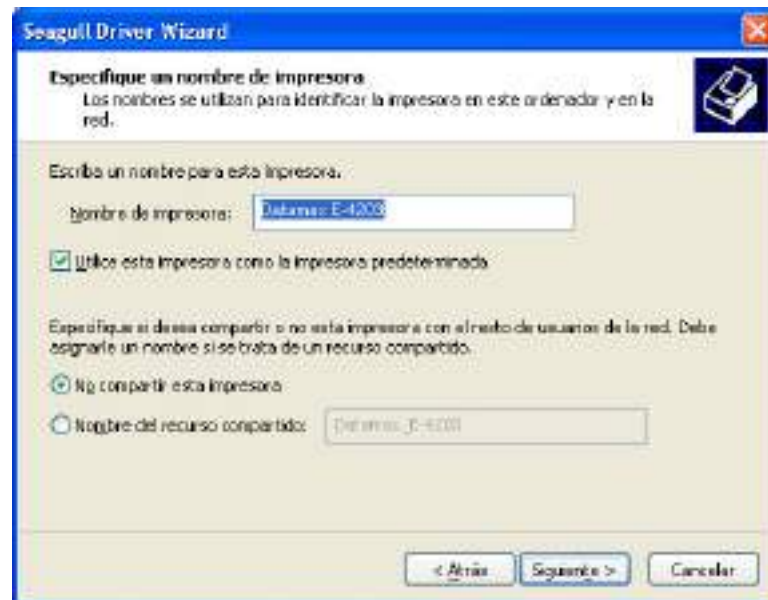 Seagull Driver Wizard
Especifique un nombre de impresora
Los nombres se utilizan para identificar la impresora en este ordenador y en la
red.
Escriba un nombre para esta impresora.
Nombre de impresora:
Datamax E-4203
Utilice esta impresora como la impresora predeterminada
Especifique si desea compartir o no esta impresora con el resto de usuarios de la red. Debe
asignarle un nombre si se trata de un recurso compartido.
No compartir esta impresora
Nombre del recurso compartido:
Datamax_E-4203
< Atrás
Siguiente >
Cancelar